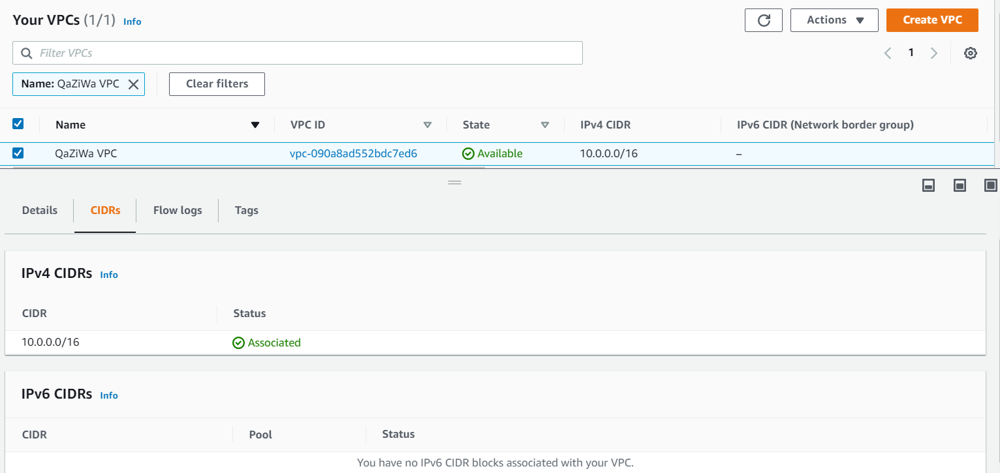 Your VPCs (1/1) Info
Actions ▼
Create VPC
Filter VPCs
1
Name: QaZiWa VPC
Clear filters
Name VPC ID State IPv4 CIDR IPv6 CIDR (Network border group)
QaZiWa VPC vpc-090a8ad552bdc7ed6 Available 10.0.0.0/16 –
Details CIDRs Flow logs Tags
IPv4 CIDRs Info
CIDR Status
10.0.0.0/16 Associated
IPv6 CIDRs Info
CIDR Pool Status
You have no IPv6 CIDR blocks associated with your VPC.